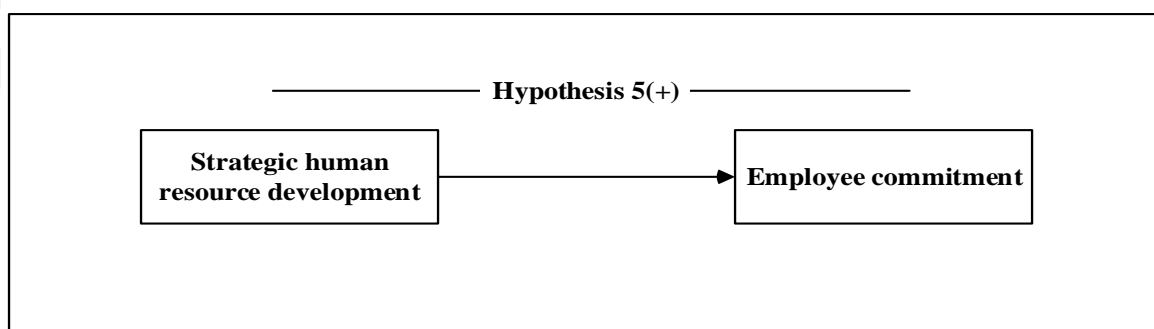 Hypothesis 5(+)
Strategic human
resource development
Employee commitment